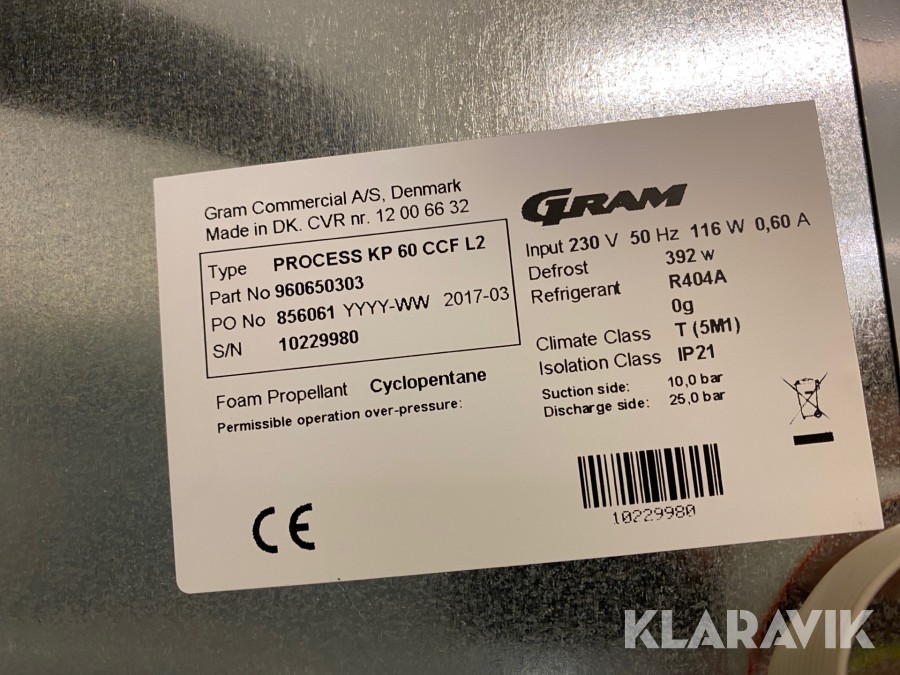 Gram Commercial A/S, Denmark
Made in DK. CVR nr. 12 00 66 32
Type PROCESS KP 60 CCF L2
Part No 960650303
PO No 856061 YYYY-WW 2017-03
S/N 10229980
Foam Propellant Cyclopentane
Permissible operation over-pressure:
GRAM
Input 230 V 50 Hz 116 W 0,60 A
Defrost 392 w
Refrigerant R404A
0g
Climate Class T (5M1)
Isolation Class IP21
Suction side: 10,0 bar
Discharge side: 25,0 bar
CE
10229980
KLARAVIK